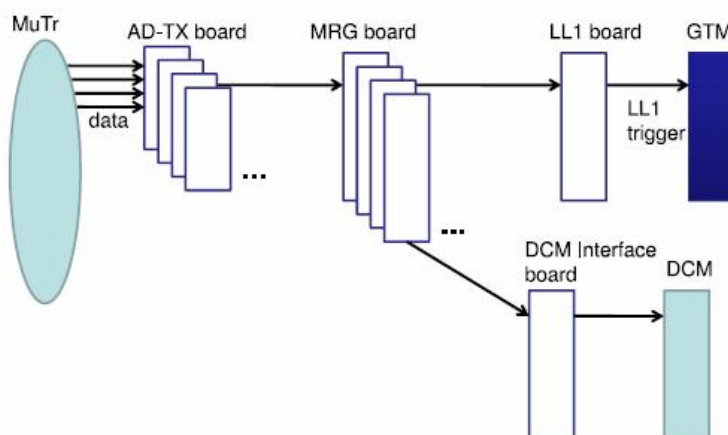 MuTr
AD-TX board
MRG board
LL1 board
GTM
data
...
...
LL1
trigger
DCM Interface
board
DCM